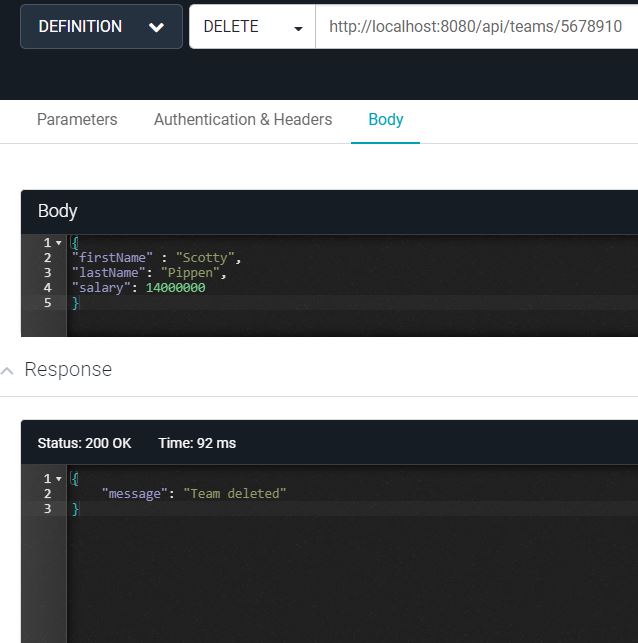 DEFINITION DELETE http://localhost:8080/api/teams/5678910
Parameters Authentication & Headers Body
Body
1 {
2 "firstName" : "Scotty",
3 "lastName": "Pippen",
4 "salary": 14000000
5 }
Response
Status: 200 OK Time: 92 ms
1 {
2 "message": "Team deleted"
3 }